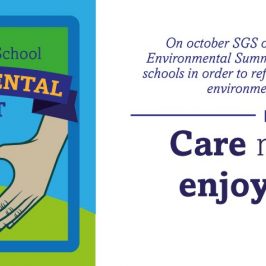 School
ENTAL
T
On october SGS
Environmental Summ
schools in order to ref
environme
Care
enjoy